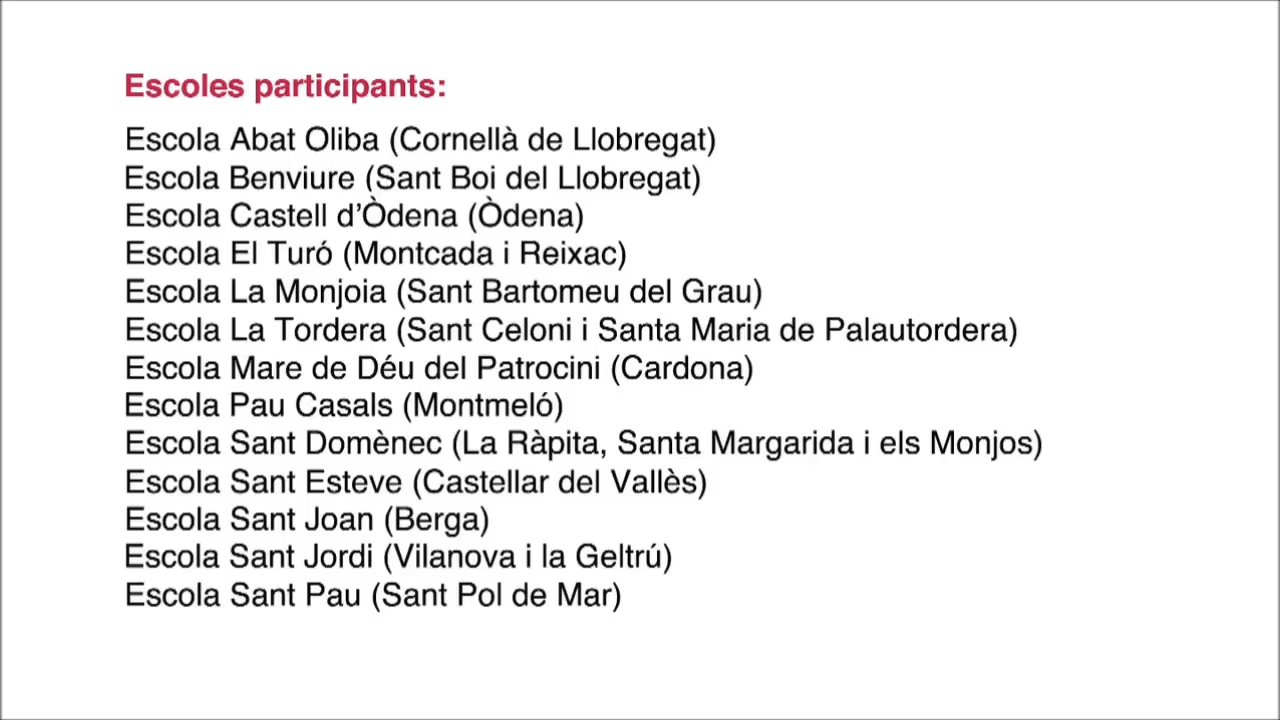 Escoles participants:
Escola Abat Oliba (Cornellà de Llobregat)
Escola Benviure (Sant Boi del Llobregat)
Escola Castell d’Òdena (Òdena)
Escola El Turó (Montcada i Reixac)
Escola La Monjoia (Sant Bartomeu del Grau)
Escola La Tordera (Sant Celoni i Santa Maria de Palautordera)
Escola Mare de Déu del Patrocini (Cardona)
Escola Pau Casals (Montmeló)
Escola Sant Domènec (La Ràpita, Santa Margarida i els Monjos)
Escola Sant Esteve (Castellar del Vallès)
Escola Sant Joan (Berga)
Escola Sant Jordi (Vilanova i la Geltrú)
Escola Sant Pau (Sant Pol de Mar)